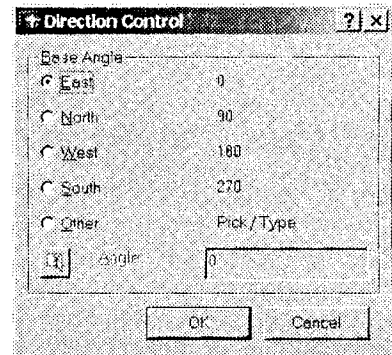 Direction Control
Base Angle
East 0
North 90
West 180
South 270
Other Pick / Type
Angle 0
OK Cancel